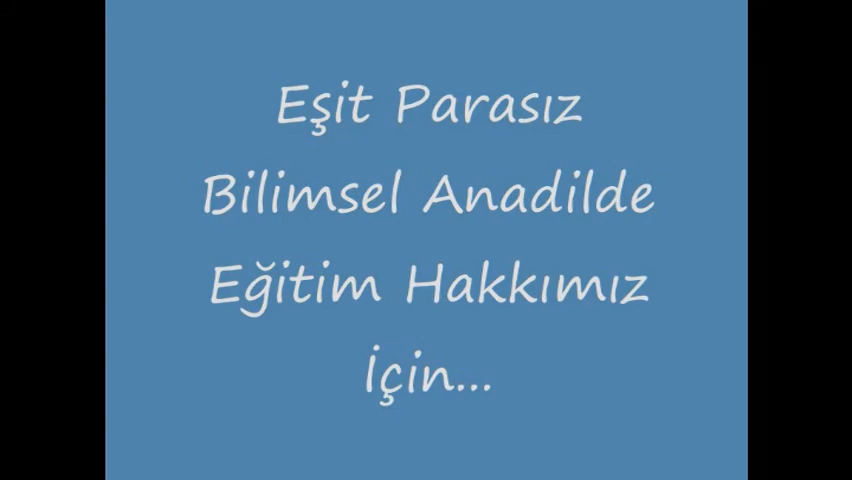 Eşit Parasız
Bilimsel Anadilde
Eğitim Hakkımız
İçin...